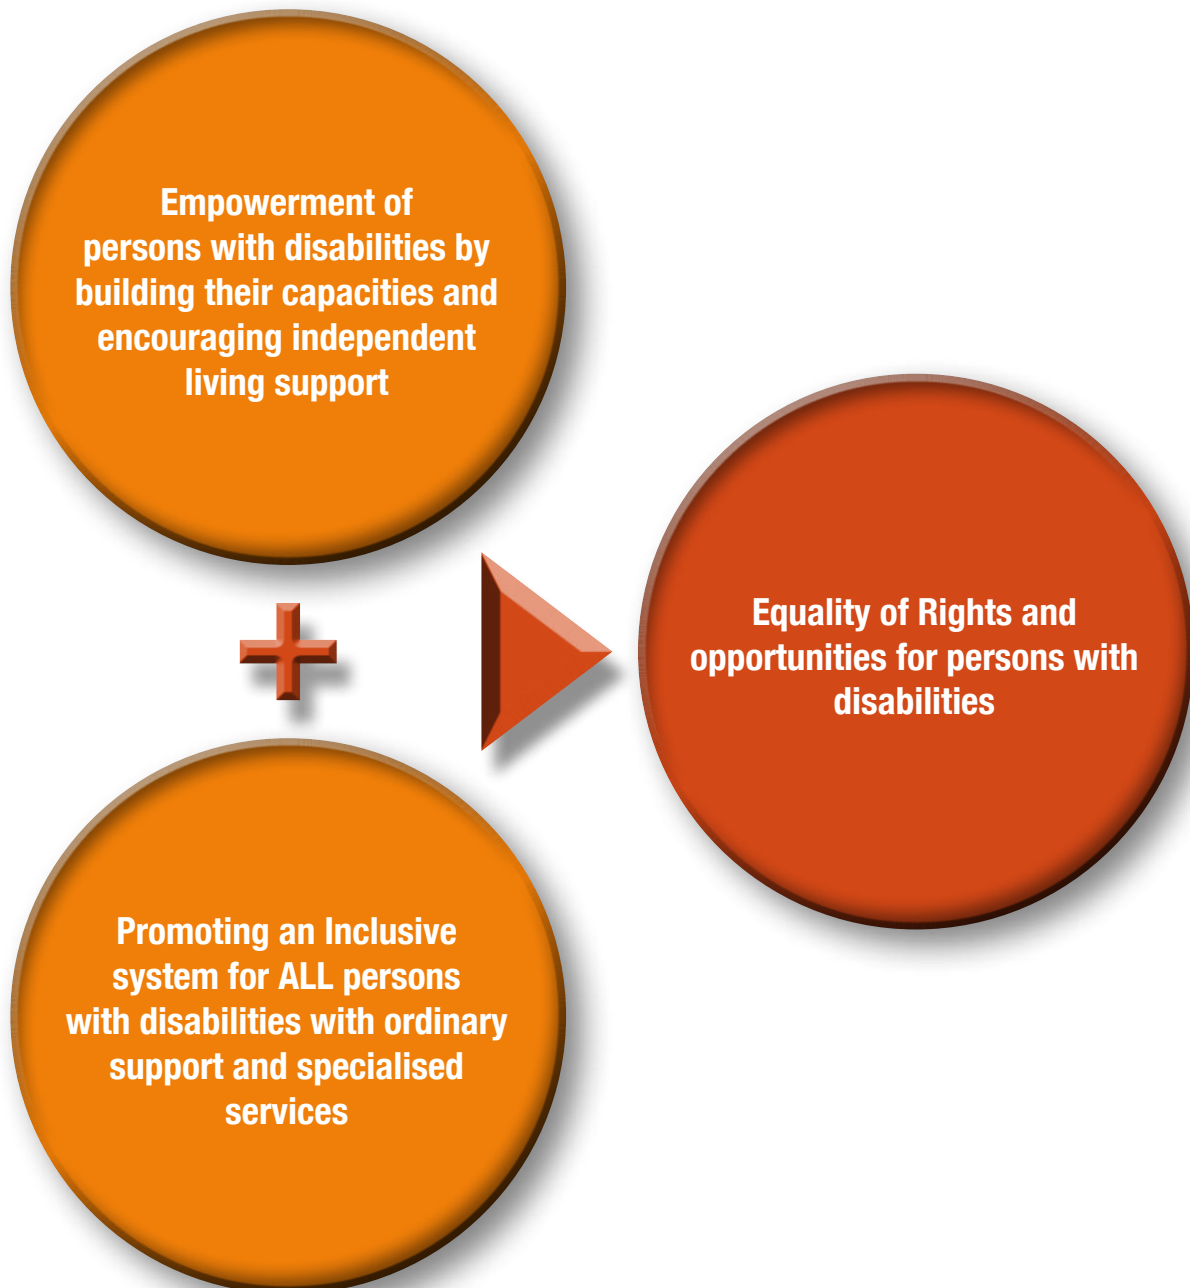 Empowerment of
persons with disabilities by
building their capacities and
encouraging independent
living support
Equality of Rights and
opportunities for persons with
disabilities
Promoting an Inclusive
system for ALL persons
with disabilities with ordinary
support and specialised
services